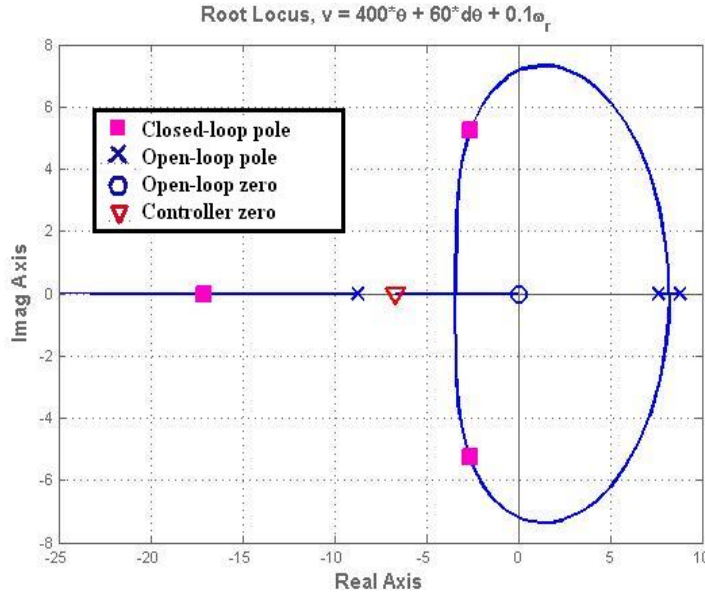 Root Locus, v = 400*θ + 60*dθ + 0.1ω_r
8
6
4
2
0
-2
-4
-6
-8
Imag Axis
Closed-loop pole
Open-loop pole
Open-loop zero
Controller zero
-25 -20 -15 -10 -5 0 5 10
Real Axis